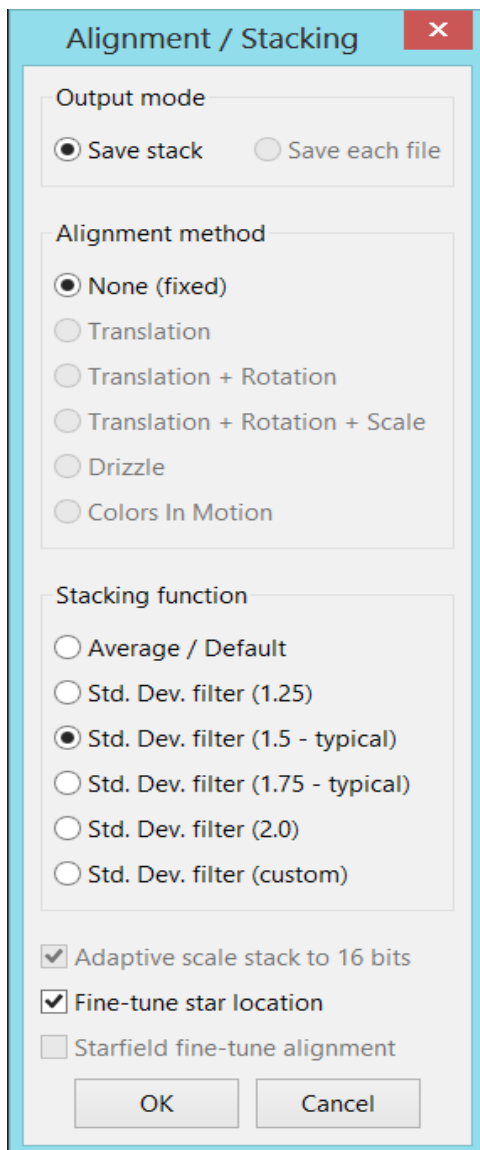 Alignment / Stacking
Output mode
Save stack Save each file
Alignment method
None (fixed)
Translation
Translation + Rotation
Translation + Rotation + Scale
Drizzle
Colors In Motion
Stacking function
Average / Default
Std. Dev. filter (1.25)
Std. Dev. filter (1.5 - typical)
Std. Dev. filter (1.75 - typical)
Std. Dev. filter (2.0)
Std. Dev. filter (custom)
Adaptive scale stack to 16 bits
Fine-tune star location
Starfield fine-tune alignment
OK Cancel